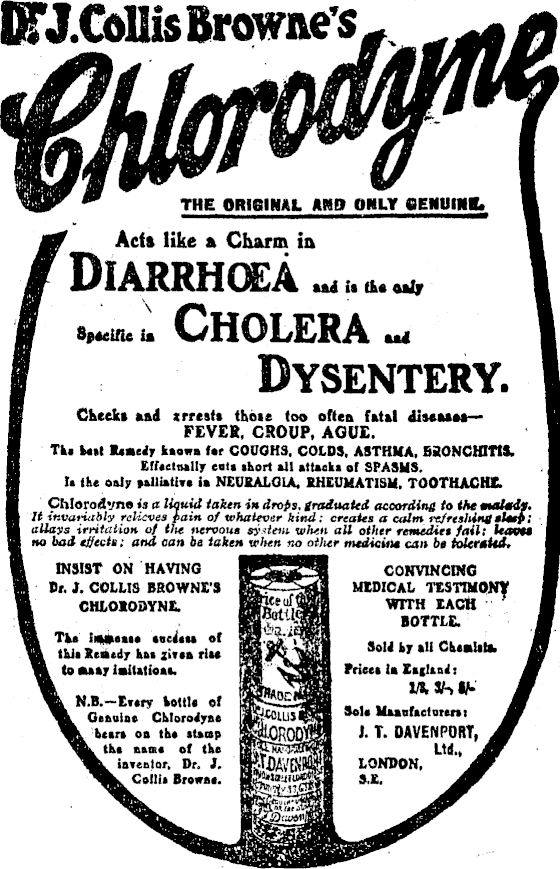 Dr. J. Collis Browne's
Chlorodyne
THE ORIGINAL AND ONLY GENUINE.
Acts like a Charm in
DIARRHŒA and is the only
Specific in CHOLERA and
DYSENTERY.
Checks and arrests those too often fatal diseases—
FEVER, CROUP, AGUE.
The best Remedy known for COUGHS, COLDS, ASTHMA, BRONCHITIS.
Effectually cuts short all attacks of SPASMS.
Is the only palliative in NEURALGIA, RHEUMATISM, TOOTHACHE.
Chlorodyne is a liquid taken in drops, graduated according to the malady.
It invariably relieves pain of whatever kind; creates a calm refreshing sleep;
allays irritation of the nervous system when all other remedies fail; leaves
no bad effects; and can be taken when no other medicine can be tolerated.
INSIST ON HAVING
Dr. J. COLLIS BROWNE'S
CHLORODYNE.
The immense success of
this Remedy has given rise
to many imitations.
N.B.—Every bottle of
Genuine Chlorodyne
bears on the stamp
the name of the
inventor, Dr. J.
Collis Browne.
Bottle
TRADE M
COLLIS B
LORODYN
T. DAVENPOR
Daven
CONVINCING
MEDICAL TESTIMONY
WITH EACH
BOTTLE.
Sold by all Chemists.
Prices in England:
1/3, 3/-, 5/-
Sole Manufacturers:
J. T. DAVENPORT,
Ltd.,
LONDON,
S.E.